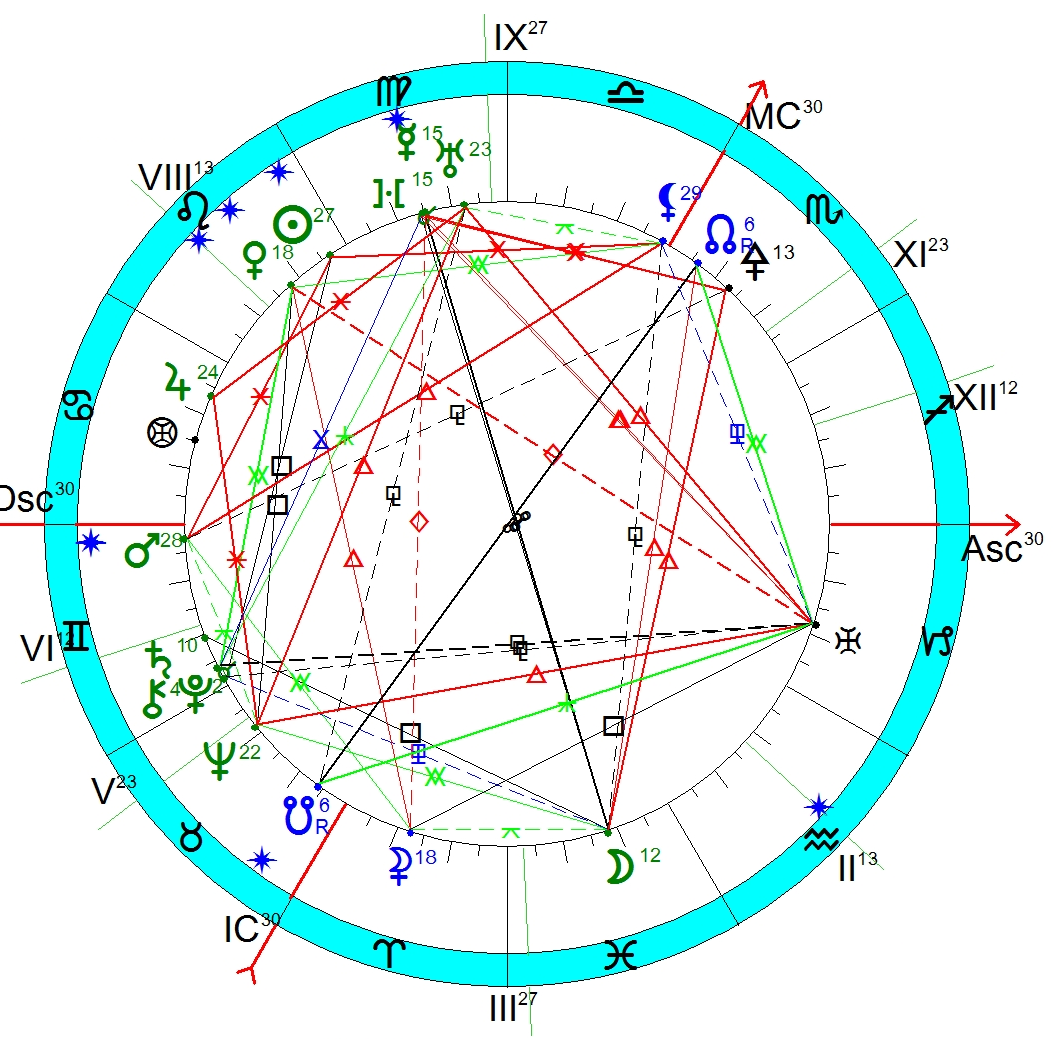 IX27
♍
♎
MC30
☿15
♅23
]·[ 15
VIII13
♌
☉27
⚸29
☊6
R
⚴13
♏
XI23
♀18
♃24
♋
XII12
♐
Dsc30
Asc30
♂28
VI12
♊
♄10
⚷4
♇2
♑
♆22
V23
☋6
R
♉
18
☽12
♒
II13
IC30
♈
♓
III27